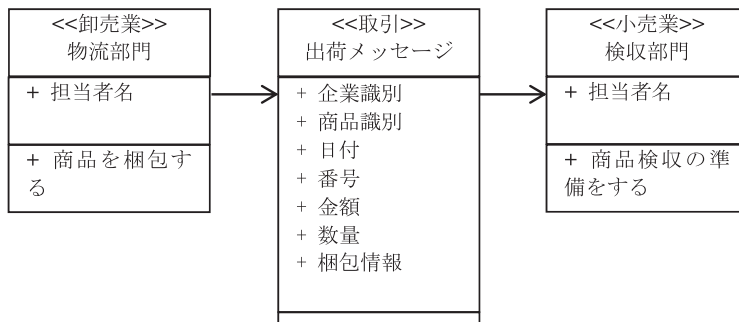 <<卸売業>>
物流部門
+ 担当者名
+ 商品を梱包す
る
<<取引>>
出荷メッセージ
+ 企業識別
+ 商品識別
+ 日付
+ 番号
+ 金額
+ 数量
+ 梱包情報
<<小売業>>
検収部門
+ 担当者名
+ 商品検収の準
備をする